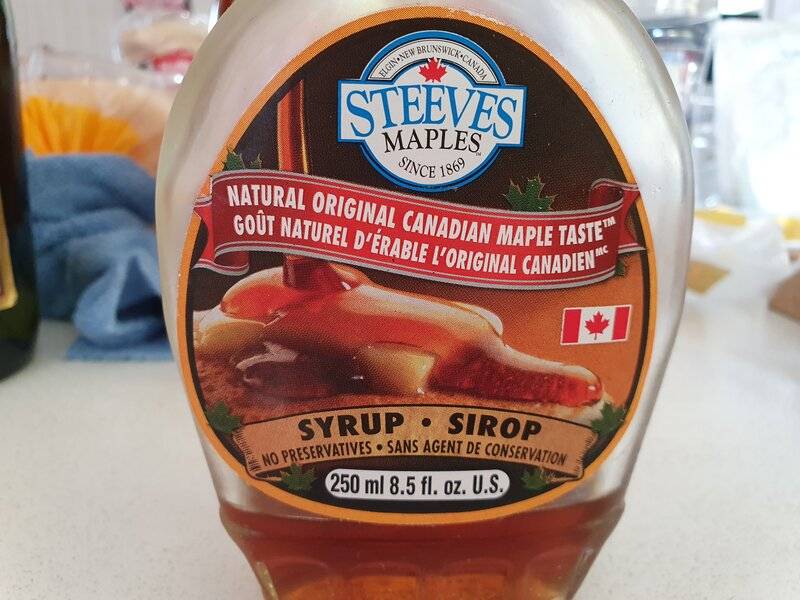 ELGIN•NEW BRUNSWICK•CANADA
STEEVES
MAPLES™
SINCE 1869
NATURAL ORIGINAL CANADIAN MAPLE TASTE™
GOÛT NATUREL D'ÉRABLE L'ORIGINAL CANADIEN MC
SYRUP • SIROP
NO PRESERVATIVES • SANS AGENT DE CONSERVATION
250 ml 8.5 fl. oz. U.S.